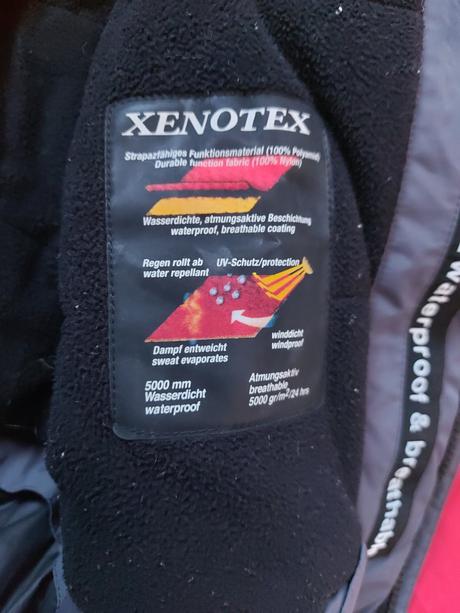 XENOTEX
Strapazfähiges Funktionsmaterial (100% Polyamid)
Durable function fabric (100% Nylon)
Wasserdichte, atmungsaktive Beschichtung
waterproof, breathable coating
Regen rollt ab
water repellant
UV-Schutz/protection
Dampf entweicht
sweat evaporates
winddicht
windproof
5000 mm
Wasserdicht
waterproof
Atmungsaktiv
breathable
5000 gr/m²/24 hrs
Waterproof & breathable